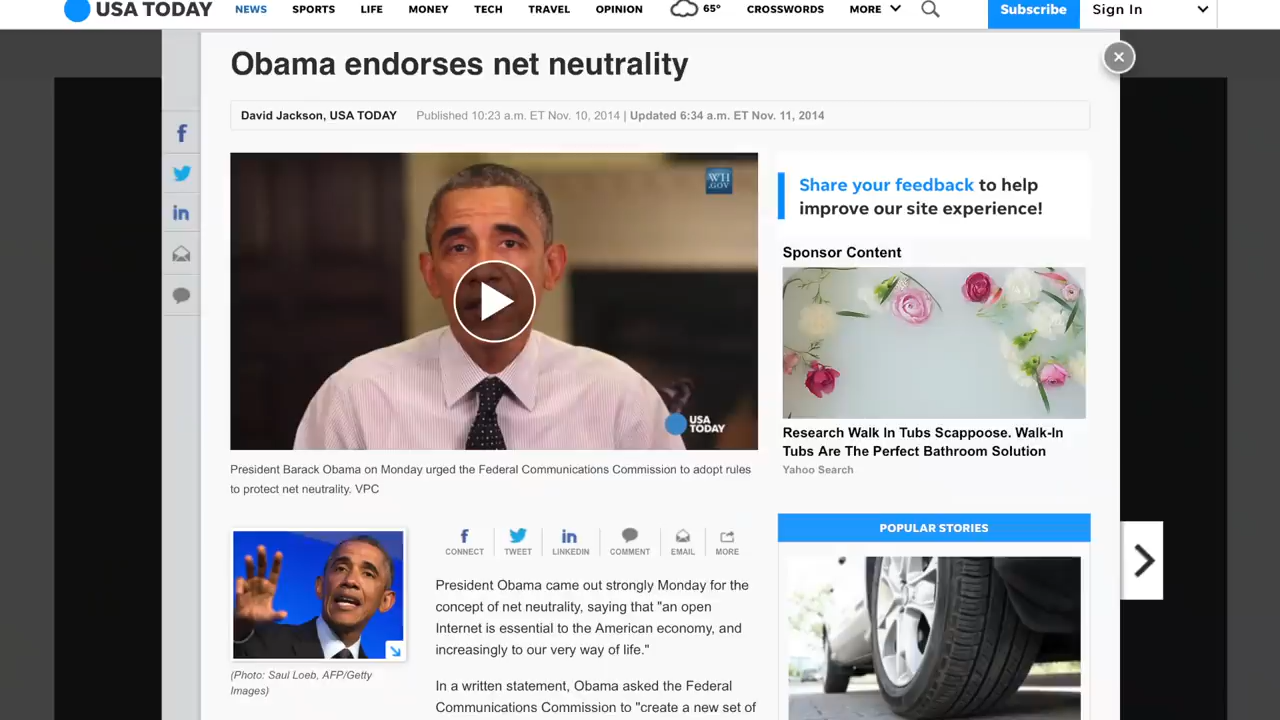 USA TODAY
NEWS SPORTS LIFE MONEY TECH TRAVEL OPINION 65° CROSSWORDS MORE Subscribe Sign In
Obama endorses net neutrality
David Jackson, USA TODAY Published 10:23 a.m. ET Nov. 10, 2014 | Updated 6:34 a.m. ET Nov. 11, 2014
WH
.GOV
USA
TODAY
President Barack Obama on Monday urged the Federal Communications Commission to adopt rules
to protect net neutrality. VPC
Share your feedback to help
improve our site experience!
Sponsor Content
Research Walk In Tubs Scappoose. Walk-In
Tubs Are The Perfect Bathroom Solution
Yahoo Search
POPULAR STORIES
(Photo: Saul Loeb, AFP/Getty
Images)
CONNECT TWEET LINKEDIN COMMENT EMAIL MORE
President Obama came out strongly Monday for the
concept of net neutrality, saying that "an open
Internet is essential to the American economy, and
increasingly to our very way of life."
In a written statement, Obama asked the Federal
Communications Commission to "create a new set of